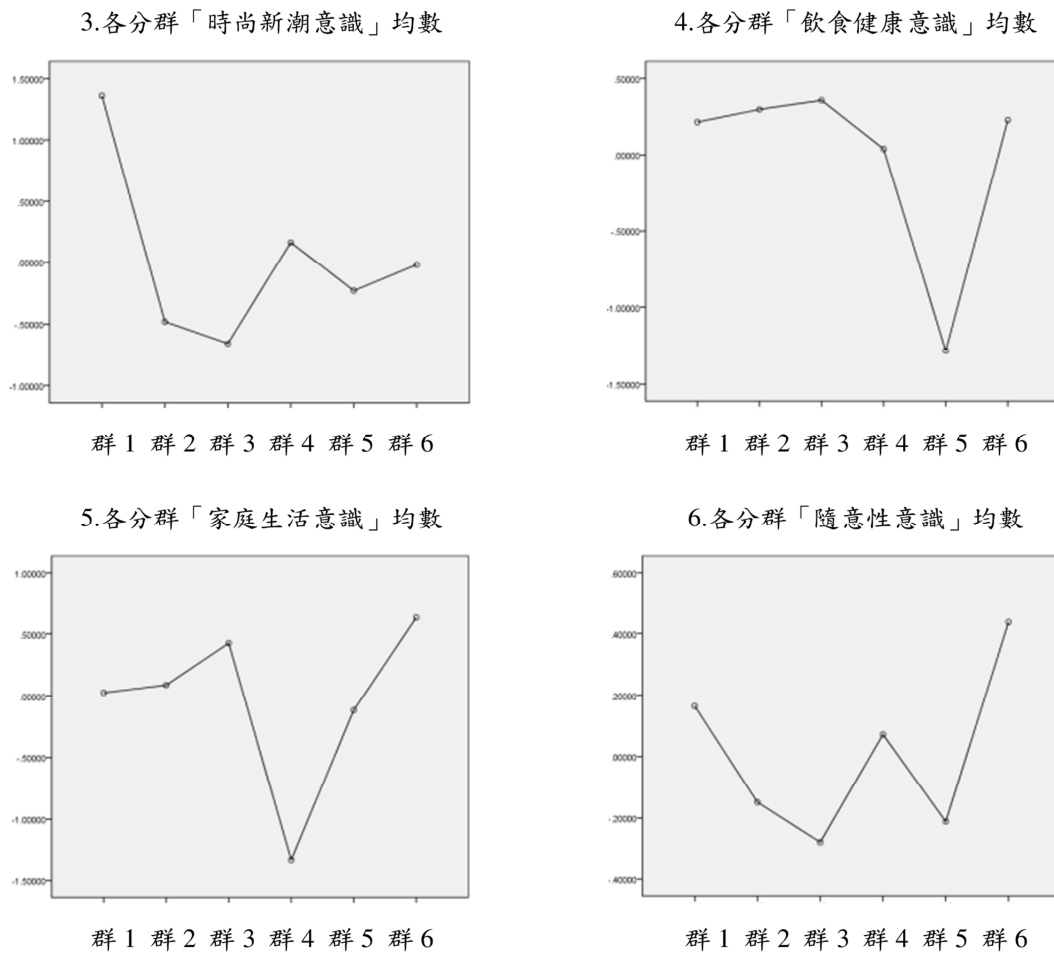 3.各分群「時尚新潮意識」均數
1.50000
1.00000
.50000
.00000
-.50000
-1.00000
群 1 群 2 群 3 群 4 群 5 群 6
4.各分群「飲食健康意識」均數
.50000
.00000
-.50000
-1.00000
-1.50000
群 1 群 2 群 3 群 4 群 5 群 6
5.各分群「家庭生活意識」均數
1.00000
.50000
.00000
-.50000
-1.00000
-1.50000
群 1 群 2 群 3 群 4 群 5 群 6
6.各分群「隨意性意識」均數
.60000
.40000
.20000
.00000
-.20000
-.40000
群 1 群 2 群 3 群 4 群 5 群 6